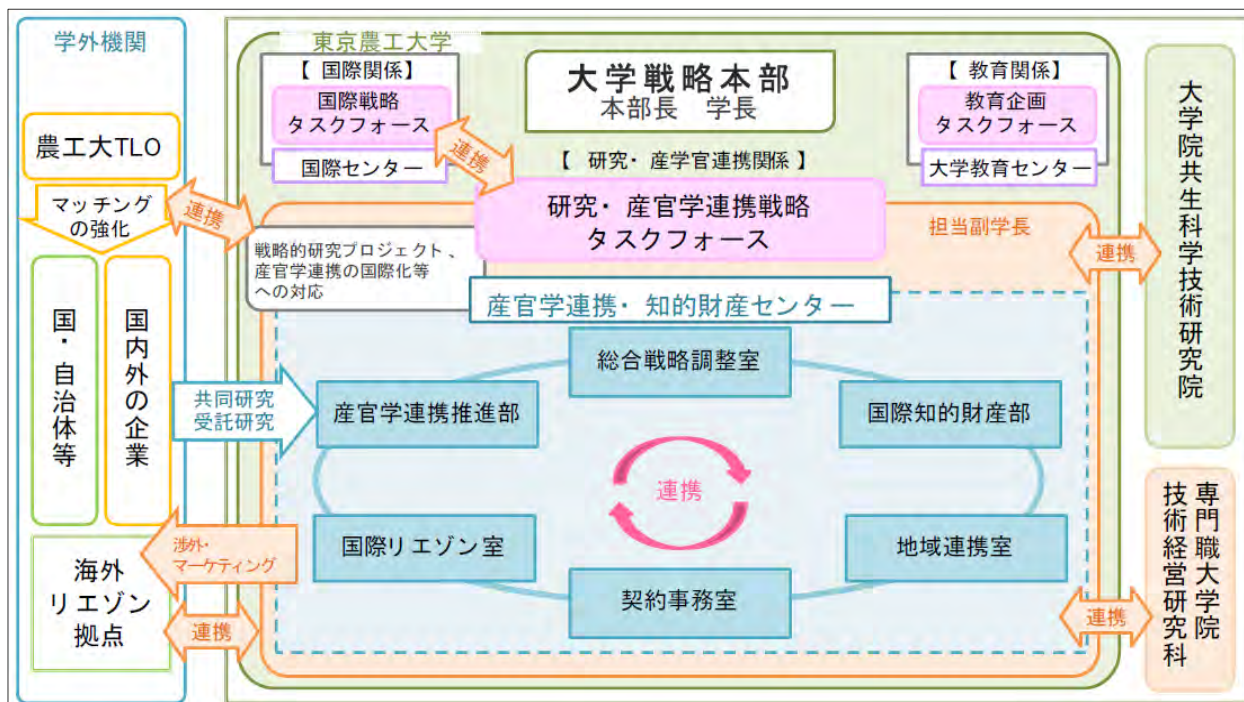 学外機関
農工大TLO
マッチング
の強化
国・自治体等
国内外の企業
海外
リエゾン
拠点
連携
共同研究
受託研究
渉外・
マーケティング
連携
東京農工大学
【 国際関係】
国際戦略
タスクフォース
国際センター
連携
大学戦略本部
本部長　学長
【 研究・産学官連携関係 】
研究・産官学連携戦略
タスクフォース
【 教育関係】
教育企画
タスクフォース
大学教育センター
担当副学長
戦略的研究プロジェクト、
産官学連携の国際化等
への対応
産官学連携・知的財産センター
総合戦略調整室
産官学連携推進部
国際知的財産部
連携
国際リエゾン室
地域連携室
契約事務室
連携
大学院共生科学技術研究院
連携
専門職大学院
技術経営研究科